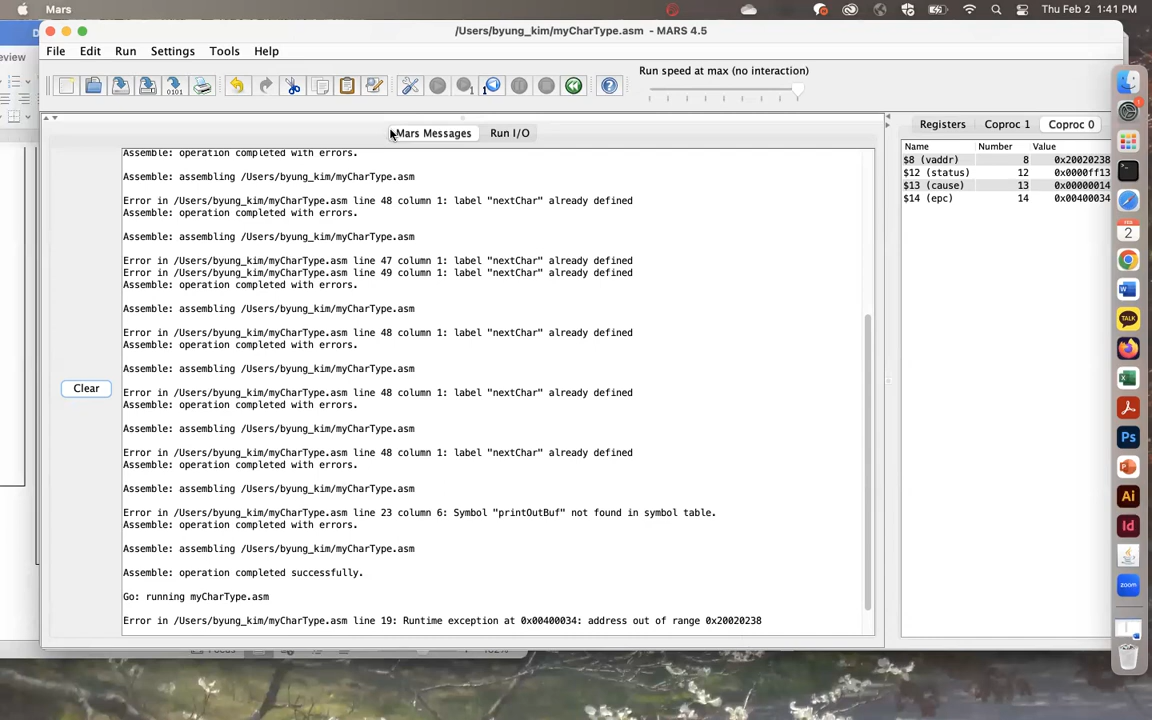 Mars
Thu Feb 2 1:41 PM
/Users/byung_kim/myCharType.asm - MARS 4.5
File Edit Run Settings Tools Help
Run speed at max (no interaction)
Mars Messages
Run I/O
Registers
Coproc 1
Coproc 0
Name Number Value
$8 (vaddr) 8 0x20020238
$12 (status) 12 0x0000ff13
$13 (cause) 13 0x00000014
$14 (epc) 14 0x00400034
Clear
Assemble: operation completed with errors.
Assemble: assembling /Users/byung_kim/myCharType.asm
Error in /Users/byung_kim/myCharType.asm line 48 column 1: label "nextChar" already defined
Assemble: operation completed with errors.
Assemble: assembling /Users/byung_kim/myCharType.asm
Error in /Users/byung_kim/myCharType.asm line 47 column 1: label "nextChar" already defined
Error in /Users/byung_kim/myCharType.asm line 49 column 1: label "nextChar" already defined
Assemble: operation completed with errors.
Assemble: assembling /Users/byung_kim/myCharType.asm
Error in /Users/byung_kim/myCharType.asm line 48 column 1: label "nextChar" already defined
Assemble: operation completed with errors.
Assemble: assembling /Users/byung_kim/myCharType.asm
Error in /Users/byung_kim/myCharType.asm line 48 column 1: label "nextChar" already defined
Assemble: operation completed with errors.
Assemble: assembling /Users/byung_kim/myCharType.asm
Error in /Users/byung_kim/myCharType.asm line 48 column 1: label "nextChar" already defined
Assemble: operation completed with errors.
Assemble: assembling /Users/byung_kim/myCharType.asm
Error in /Users/byung_kim/myCharType.asm line 23 column 6: Symbol "printOutBuf" not found in symbol table.
Assemble: operation completed with errors.
Assemble: assembling /Users/byung_kim/myCharType.asm
Assemble: operation completed successfully.
Go: running myCharType.asm
Error in /Users/byung_kim/myCharType.asm line 19: Runtime exception at 0x00400034: address out of range 0x20020238
FEB
2
TALK
Ps
Ai
Id
zoom